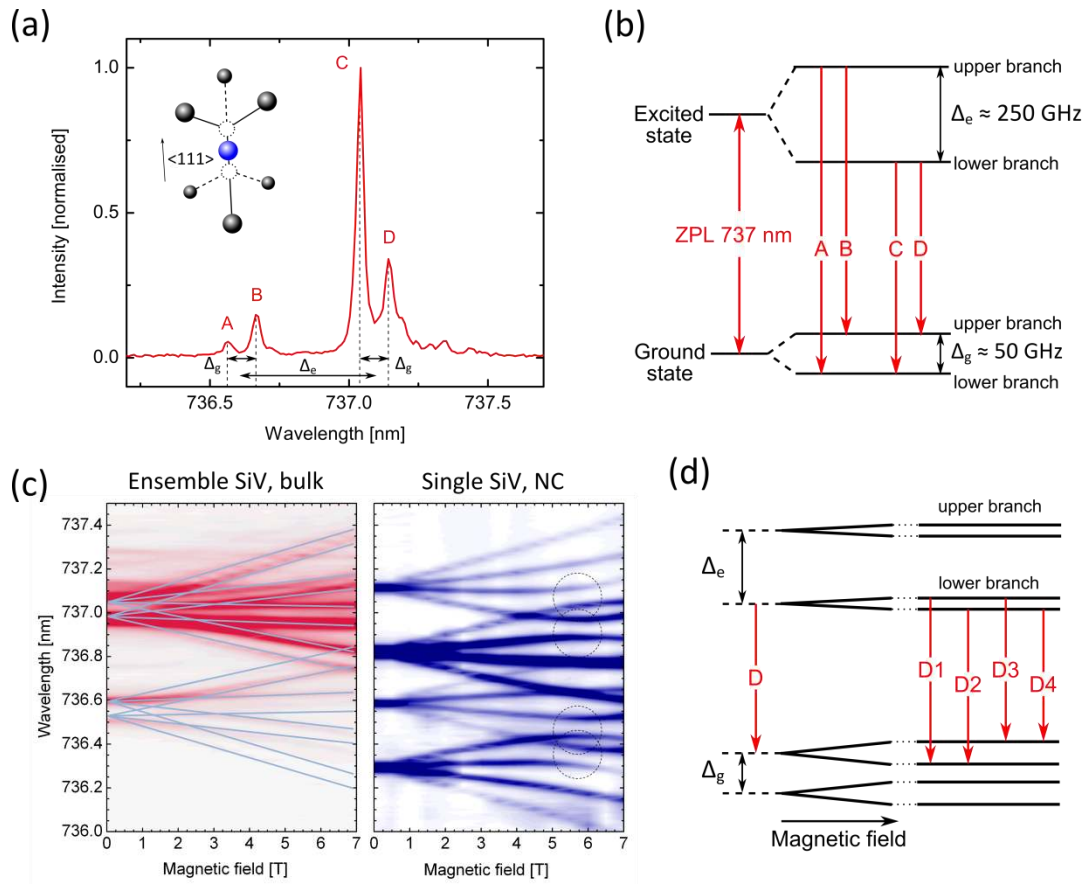 (a)
1.0
0.5
0.0
Intensity [normalised]
<111>
A
B
C
D
Δg
Δe
Δg
736.5
737.0
737.5
Wavelength [nm]
(b)
Excited
state
upper branch
Δe ≈ 250 GHz
lower branch
ZPL 737 nm
A
B
C
D
Ground
state
upper branch
Δg ≈ 50 GHz
lower branch
(c)
Ensemble SiV, bulk
Single SiV, NC
737.4
737.2
737.0
736.8
736.6
736.4
736.2
736.0
Wavelength [nm]
0 1 2 3 4 5 6 7
0 1 2 3 4 5 6 7
Magnetic field [T]
Magnetic field [T]
(d)
upper branch
Δe
lower branch
D
D1
D2
D3
D4
Δg
Magnetic field